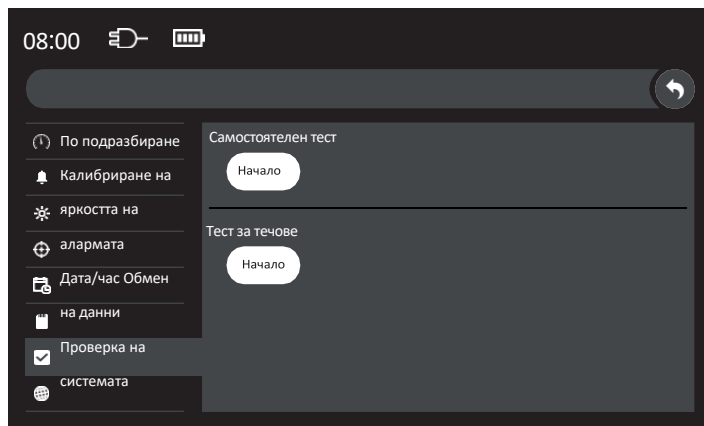 08:00
По подразбиране
Калибриране на
яркостта на
алармата
Дата/час Обмен
на данни
Проверка на
системата
Самостоятелен тест
Начало
Тест за течове
Начало